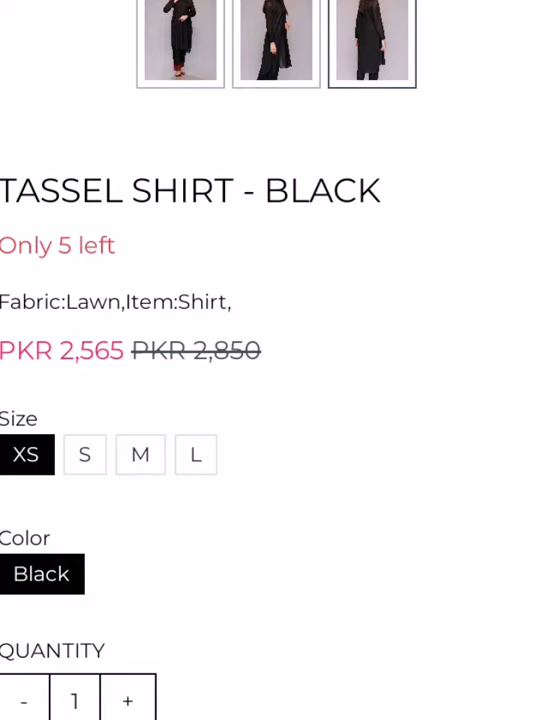 TASSEL SHIRT - BLACK
Only 5 left
Fabric:Lawn,Item:Shirt,
PKR 2,565 PKR 2,850
Size
XS S M L
Color
Black
QUANTITY
- 1 +